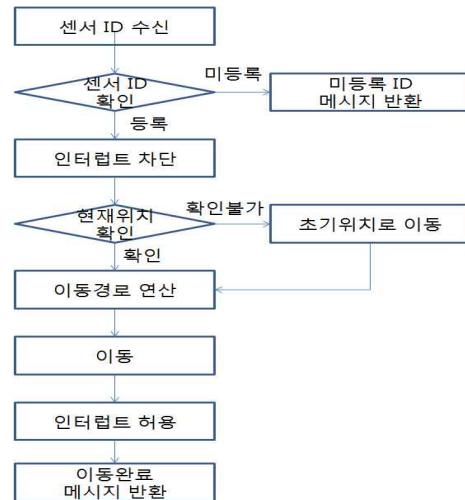 센서 ID 수신
센서 ID
확인
미등록
미등록 ID
메시지 반환
등록
인터럽트 차단
현재위치
확인
확인불가
초기위치로 이동
확인
이동경로 연산
이동
인터럽트 허용
이동완료
메시지 반환